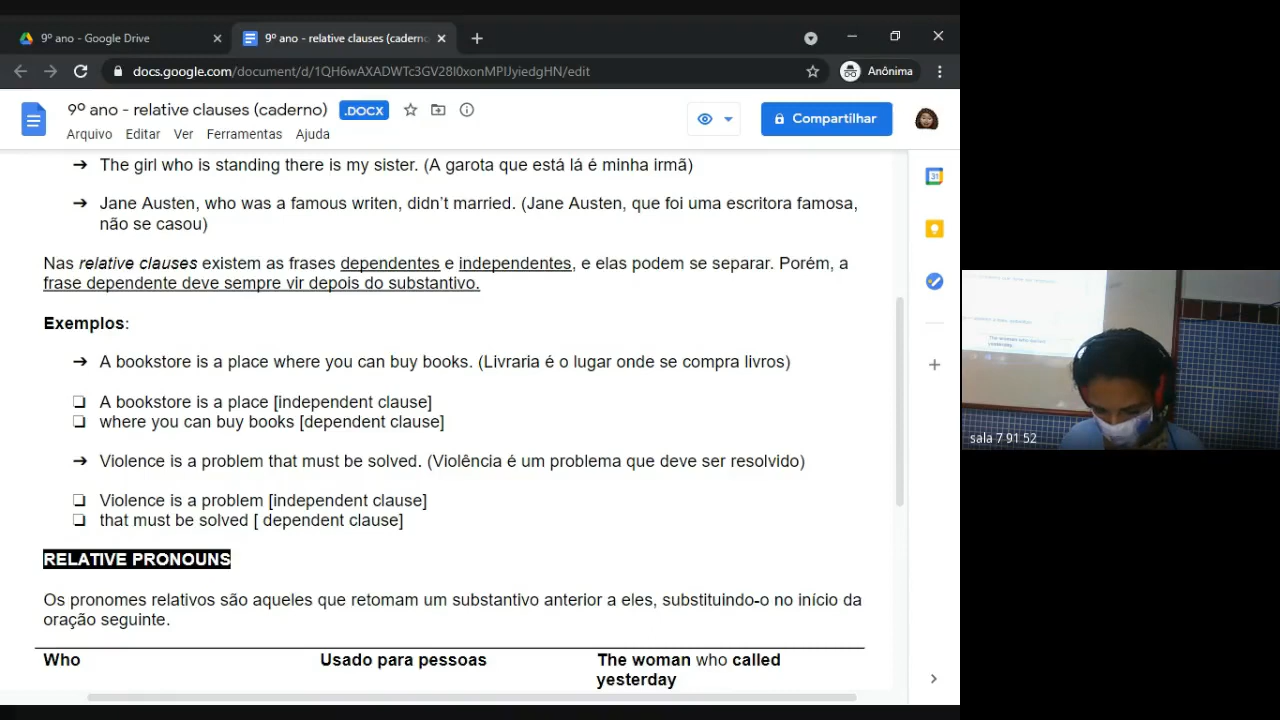 9º ano - Google Drive
9º ano - relative clauses (caderno
docs.google.com/document/d/1QH6wAXADWTc3GV28I0xonMPIJyiedgHN/edit
Anônima
9º ano - relative clauses (caderno)
.DOCX
Arquivo Editar Ver Ferramentas Ajuda
Compartilhar
31
→ The girl who is standing there is my sister. (A garota que está lá é minha irmã)
→ Jane Austen, who was a famous writen, didn't married. (Jane Austen, que foi uma escritora famosa,
não se casou)
Nas relative clauses existem as frases dependentes e independentes, e elas podem se separar. Porém, a
frase dependente deve sempre vir depois do substantivo.
Exemplos:
→ A bookstore is a place where you can buy books. (Livraria é o lugar onde se compra livros)
❑ A bookstore is a place [independent clause]
❑ where you can buy books [dependent clause]
→ Violence is a problem that must be solved. (Violência é um problema que deve ser resolvido)
❑ Violence is a problem [independent clause]
❑ that must be solved [ dependent clause]
RELATIVE PRONOUNS
Os pronomes relativos são aqueles que retomam um substantivo anterior a eles, substituindo-o no início da
oração seguinte.
Who Usado para pessoas The woman who called
yesterday
sala 7 91 52